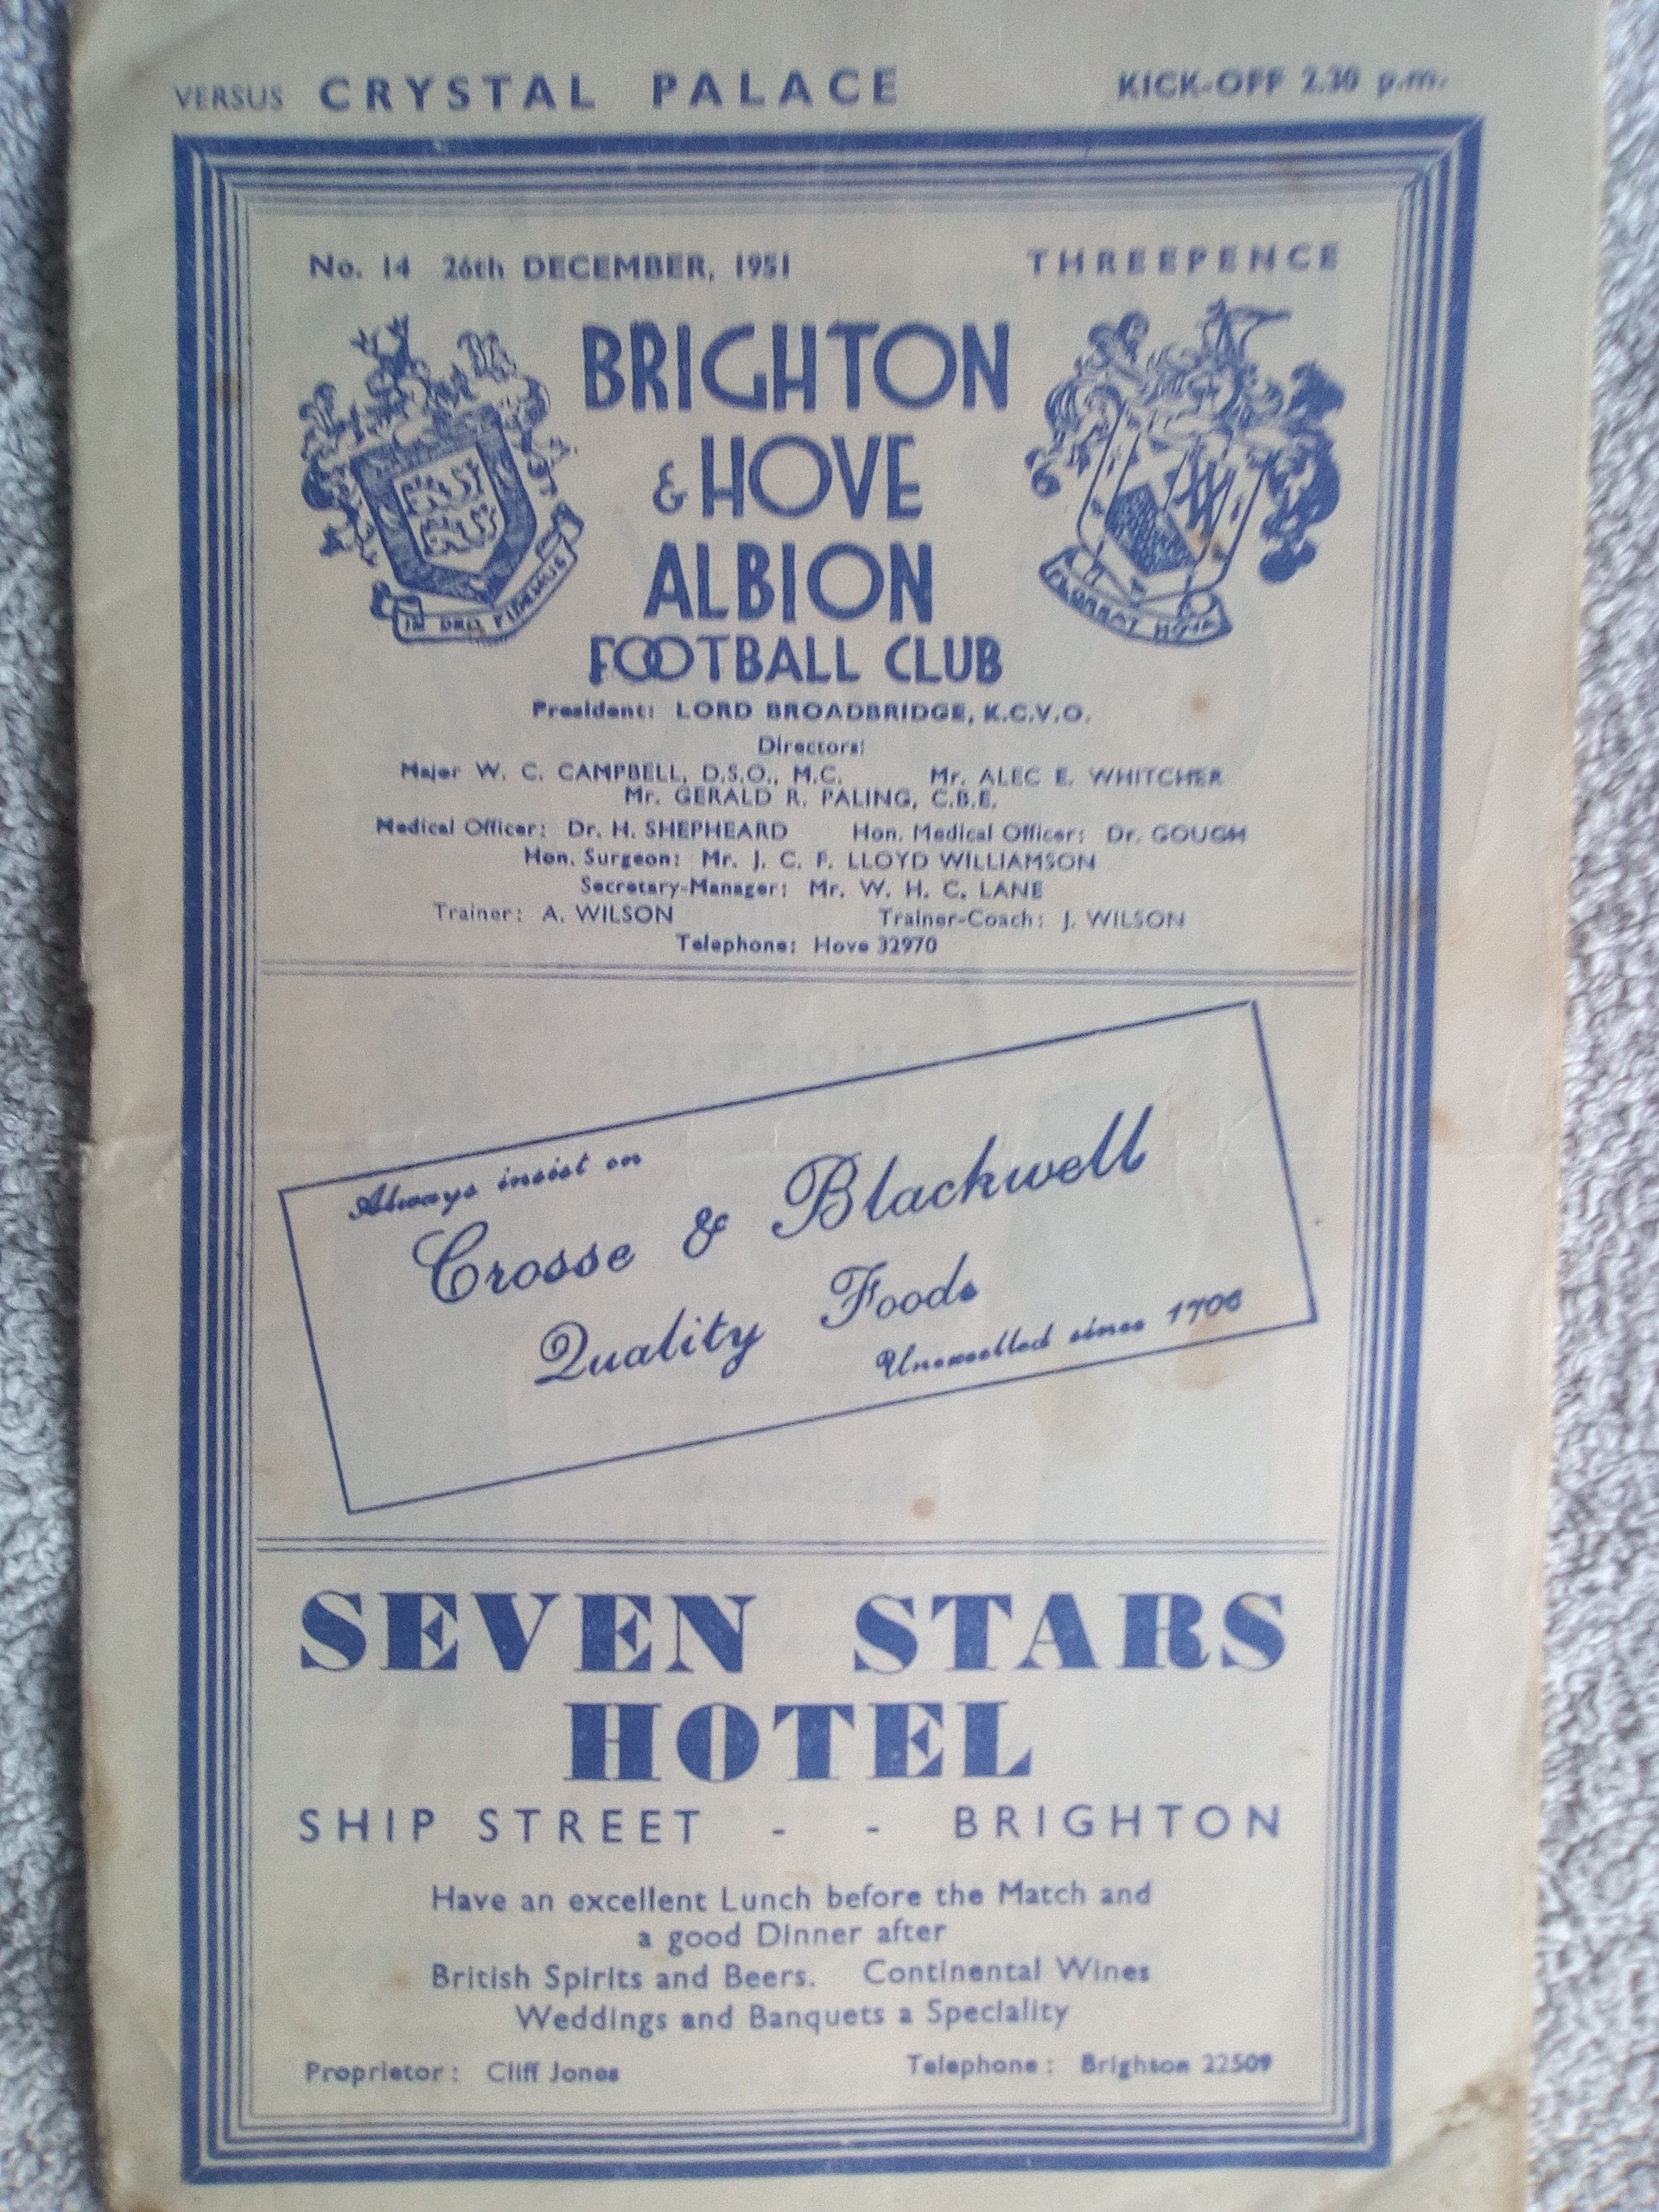 VERSUS CRYSTAL PALACE KICK-OFF 2.30 p.m.
No. 14 26th DECEMBER, 1951 THREEPENCE
BRIGHTON
& HOVE
ALBION
FOOTBALL CLUB
IN DEO FIDEMUS
FLOREAT HOVA
President: LORD BROADBRIDGE, K.C.V.O.
Directors:
Major W. C. CAMPBELL, D.S.O., M.C. Mr. ALEC E. WHITCHER
Mr. GERALD R. PALING, C.B.E.
Medical Officer: Dr. H. SHEPHEARD Hon. Medical Officer: Dr. GOUGH
Hon. Surgeon: Mr. J. C. F. LLOYD WILLIAMSON
Secretary-Manager: Mr. W. H. C. LANE
Trainer: A. WILSON Trainer-Coach: J. WILSON
Telephone: Hove 32970
Always insist on
Crosse & Blackwell
Quality Foods
Unexcelled since 1706
SEVEN STARS
HOTEL
SHIP STREET - - BRIGHTON
Have an excellent Lunch before the Match and
a good Dinner after
British Spirits and Beers. Continental Wines
Weddings and Banquets a Speciality
Proprietor: Cliff Jones Telephone: Brighton 22509